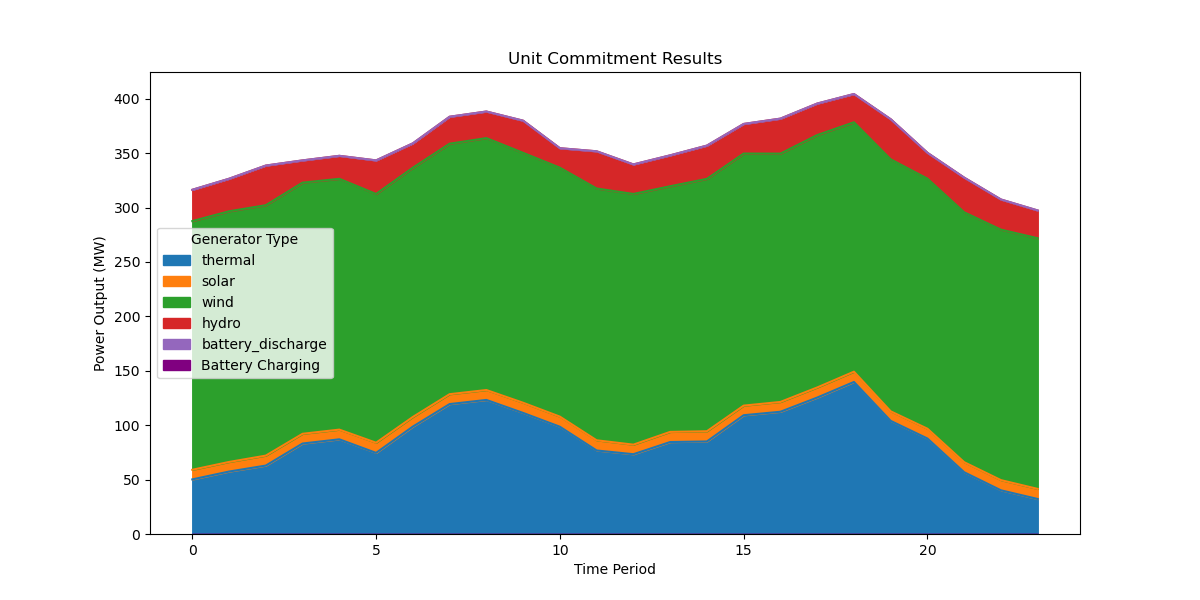 Unit Commitment Results
Power Output (MW)
400
350
300
250
200
150
100
50
0
Generator Type
thermal
solar
wind
hydro
battery_discharge
Battery Charging
0 5 10 15 20
Time Period